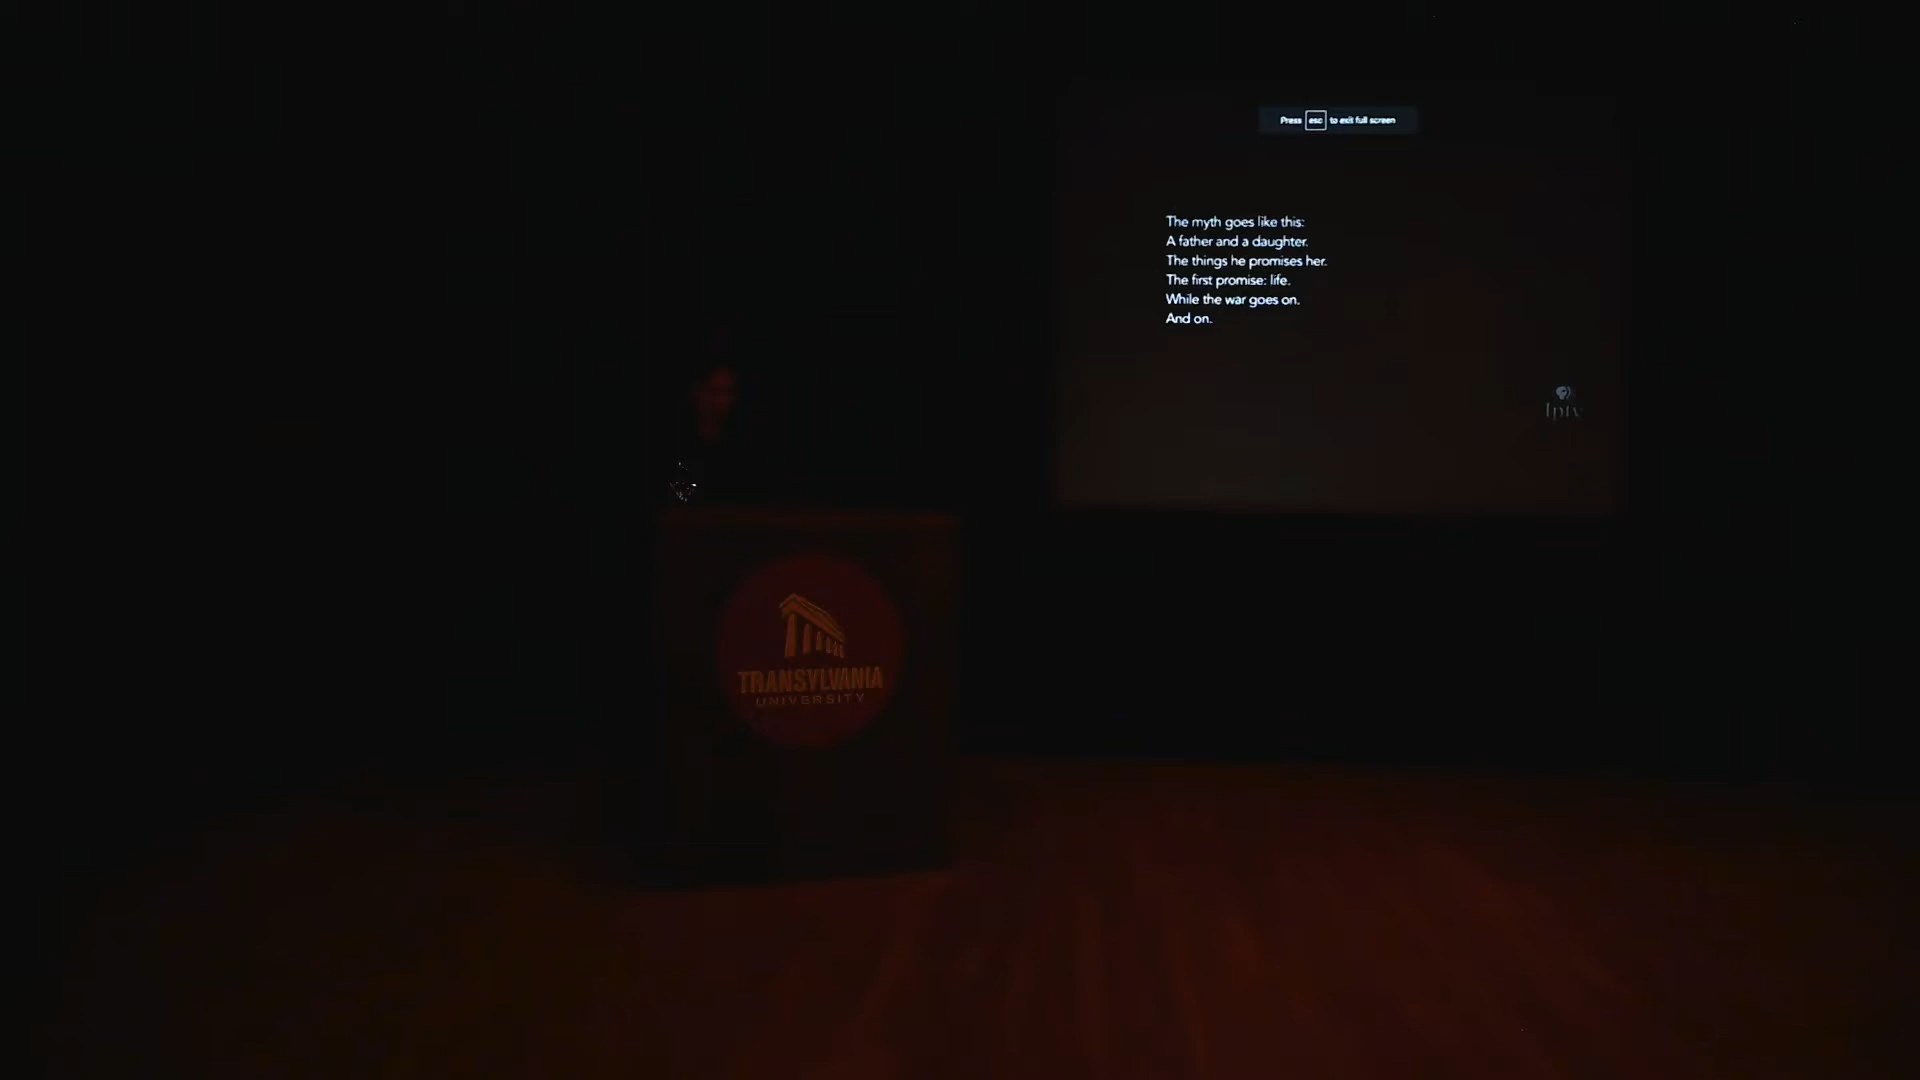 Press esc to exit full screen
The myth goes like this:
A father and a daughter.
The things he promises her.
The first promise: life.
While the war goes on.
And on.
Iptv
TRANSYLVANIA
UNIVERSITY